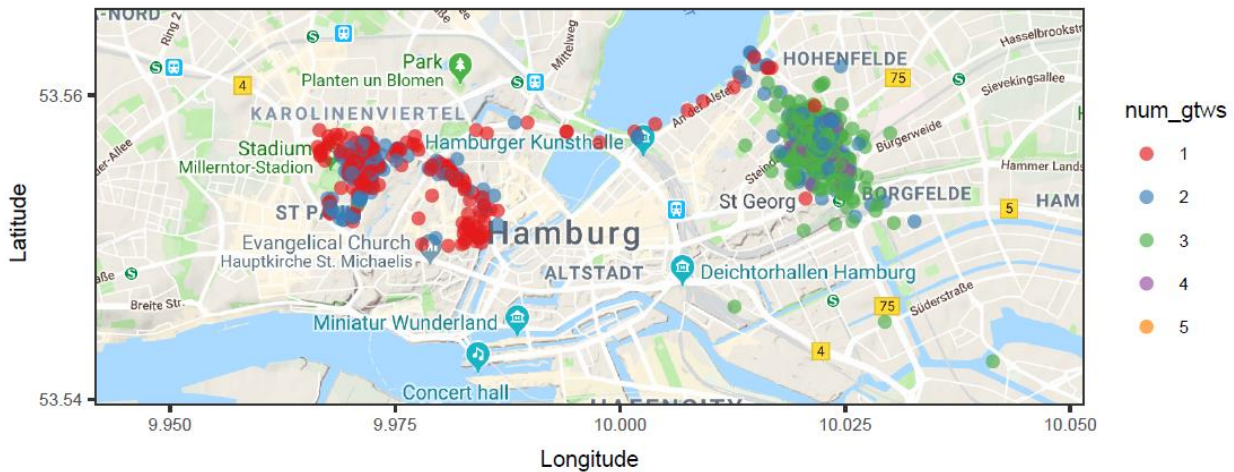 A-NORD
Ring 2
Mittelweg
Hasselbrookstr
HOHENFELDE
Park
Planten un Blomen
75
Sievekingsallee
4
53.56
An der Alster
KAROLINENVIERTEL
num_gtws
Bürgerweide
-Allee
Stadium
Hamburger Kunsthalle
1
Millerntor-Stadion
Hammer Lands
2
BORGFELDE
St Georg
HAM
ST PAU
5
3
Evangelical Church
Hamburg
Hauptkirche St. Michaelis
ALTSTADT
Deichtorhallen Hamburg
4
Breite Str.
Süderstraße
75
Miniatur Wunderland
5
4
Concert hall
HAFENCITY
53.54
9.950
9.975
10.000
10.025
10.050
Longitude
Latitude